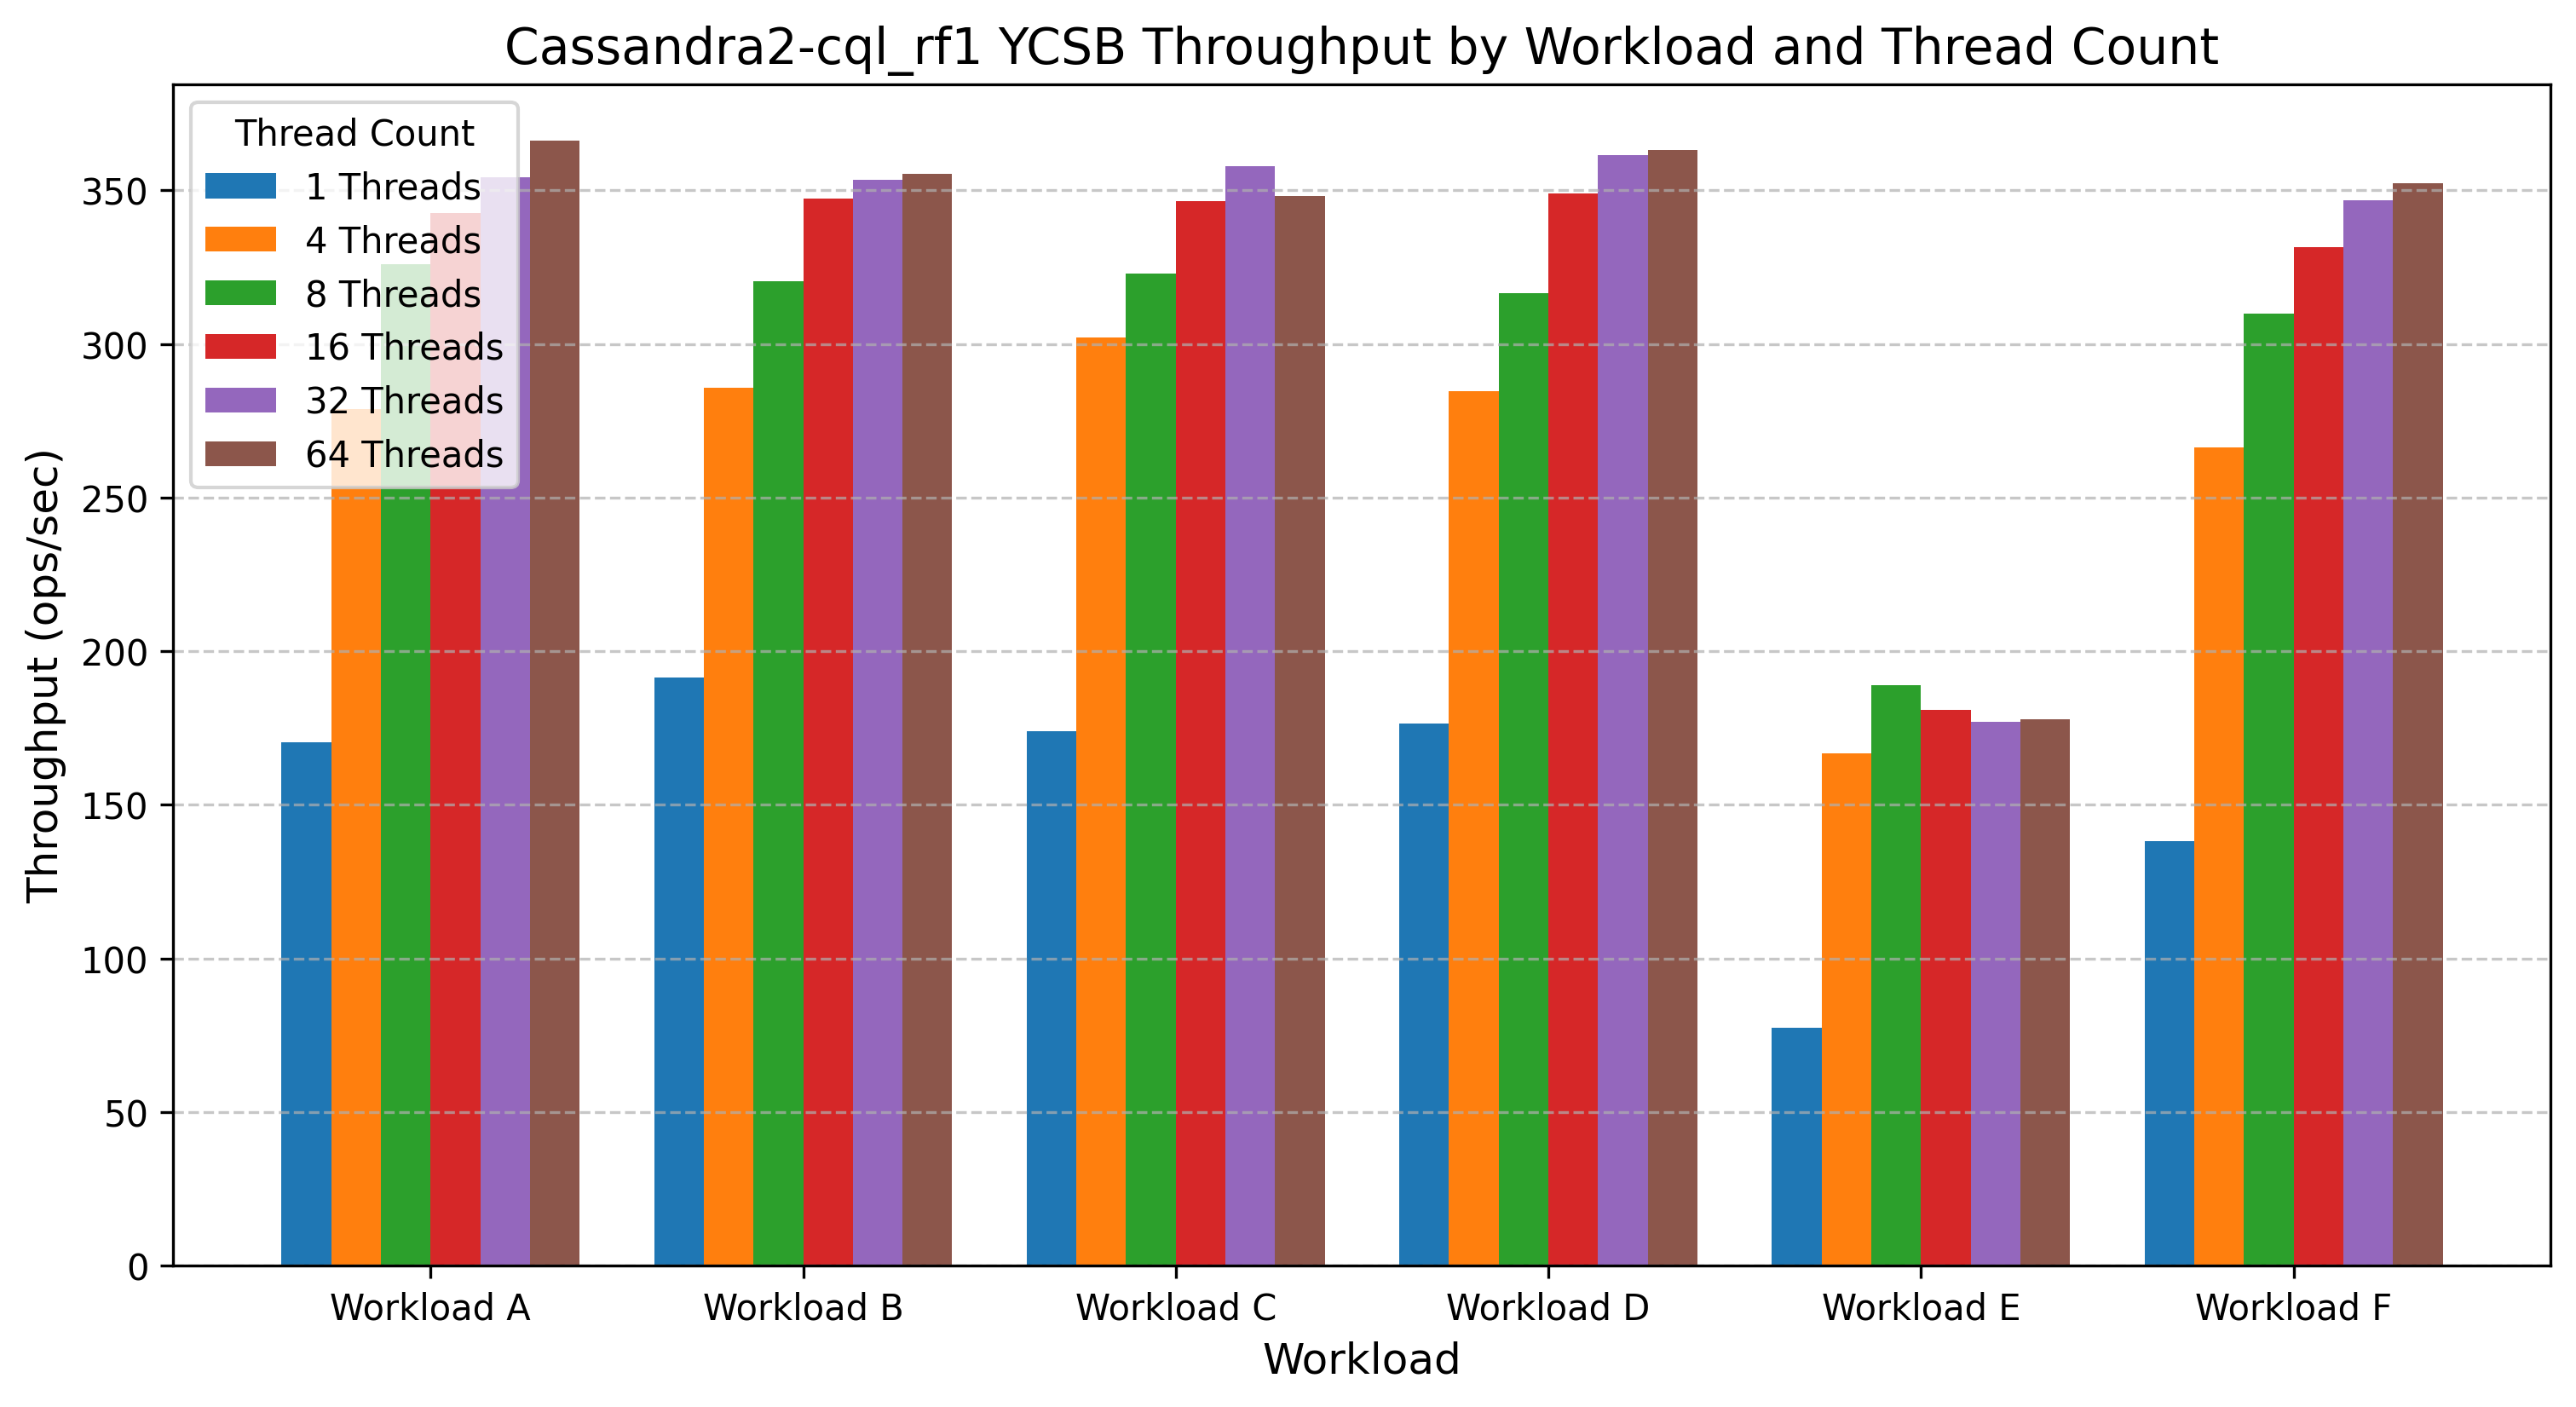 Cassandra2-cql_rf1 YCSB Throughput by Workload and Thread Count
Thread Count
1 Threads
4 Threads
8 Threads
16 Threads
32 Threads
64 Threads
Throughput (ops/sec)
350
300
250
200
150
100
50
0
Workload A
Workload B
Workload C
Workload D
Workload E
Workload F
Workload